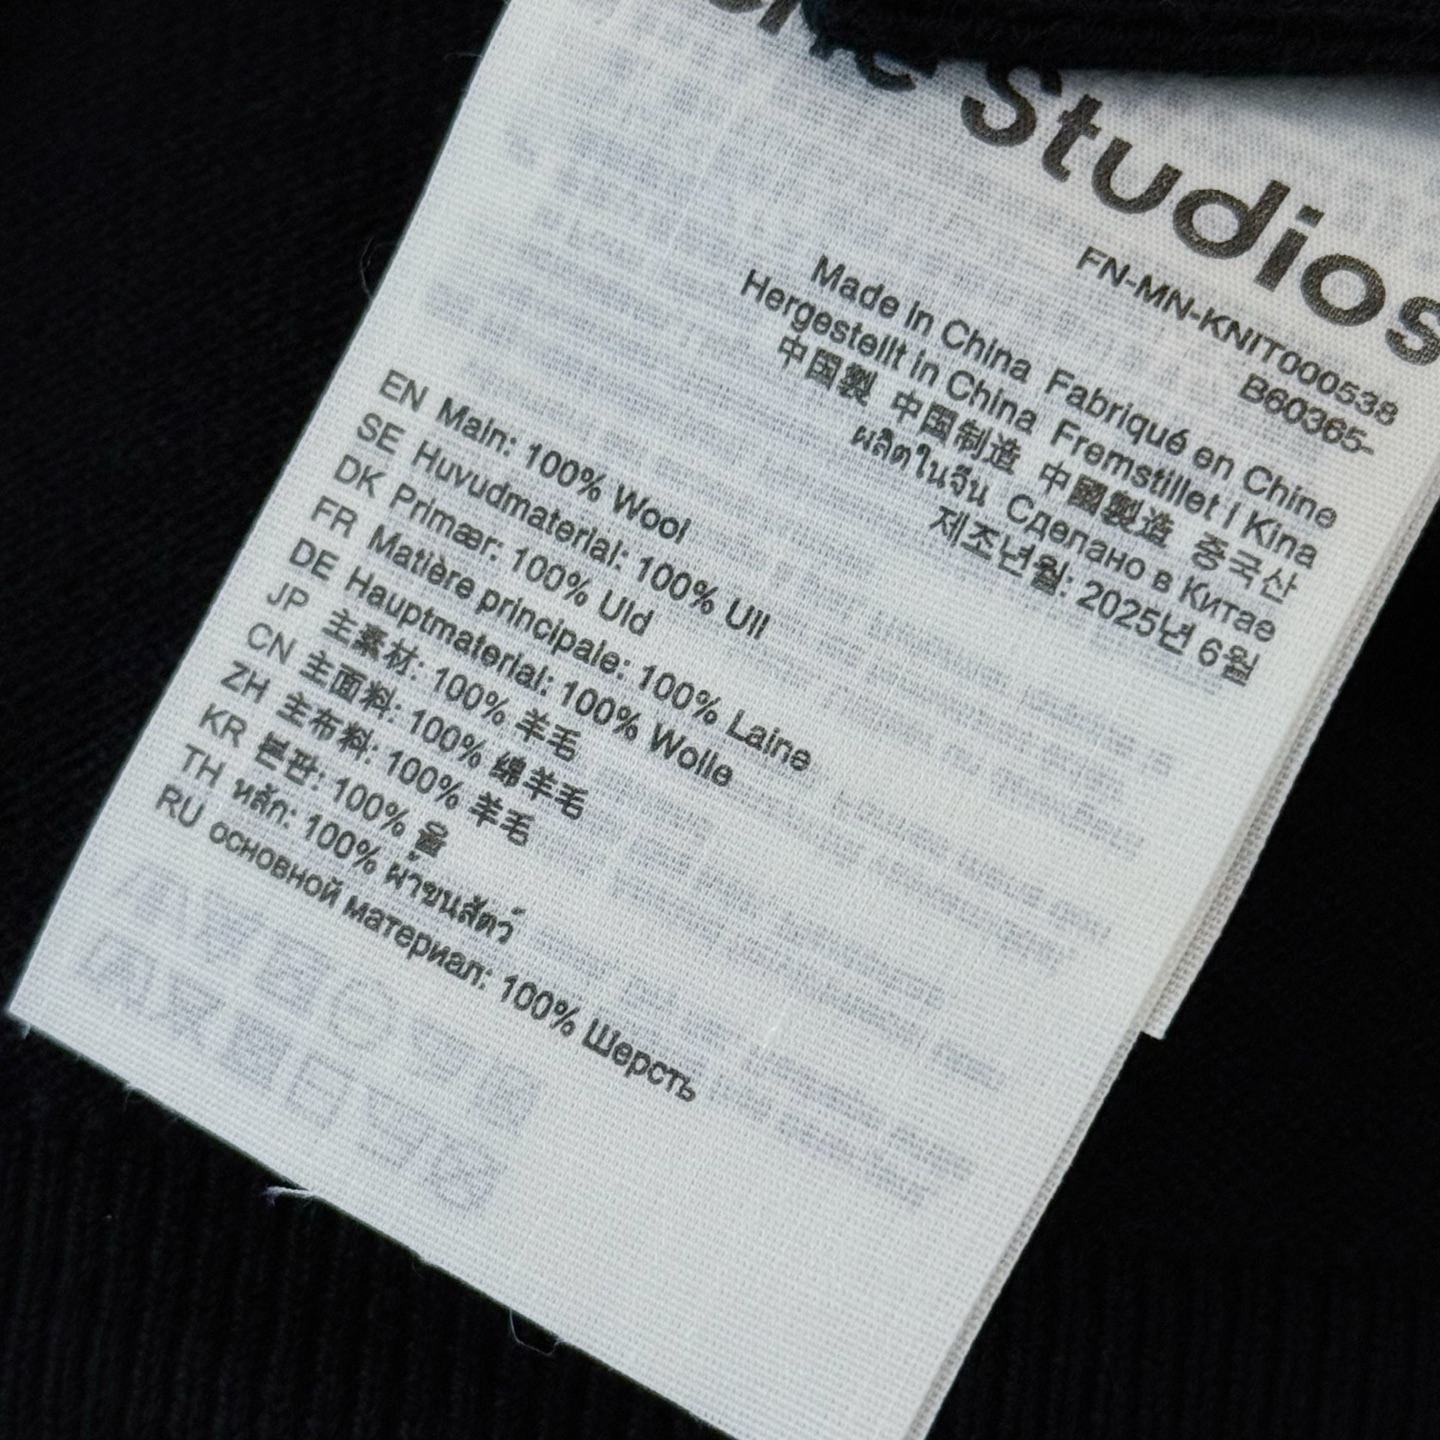 Acne Studios
FN-MN-KNIT000538
B60365-
Made in China Fabriqué en Chine
Hergestellt in China Fremstillet i Kina
中国製 中国制造 中國製造 중국산
ผลิตในจีน Сделано в Китае
제조년월: 2025년 6월
EN Main: 100% Wool
SE Huvudmaterial: 100% Ull
DK Primær: 100% Uld
FR Matière principale: 100% Laine
DE Hauptmaterial: 100% Wolle
JP 主素材: 100% 羊毛
CN 主面料: 100% 绵羊毛
ZH 主布料: 100% 羊毛
KR 본판: 100% 울
TH หลัก: 100% ผ้าขนสัตว์
RU основной материал: 100% Шерсть